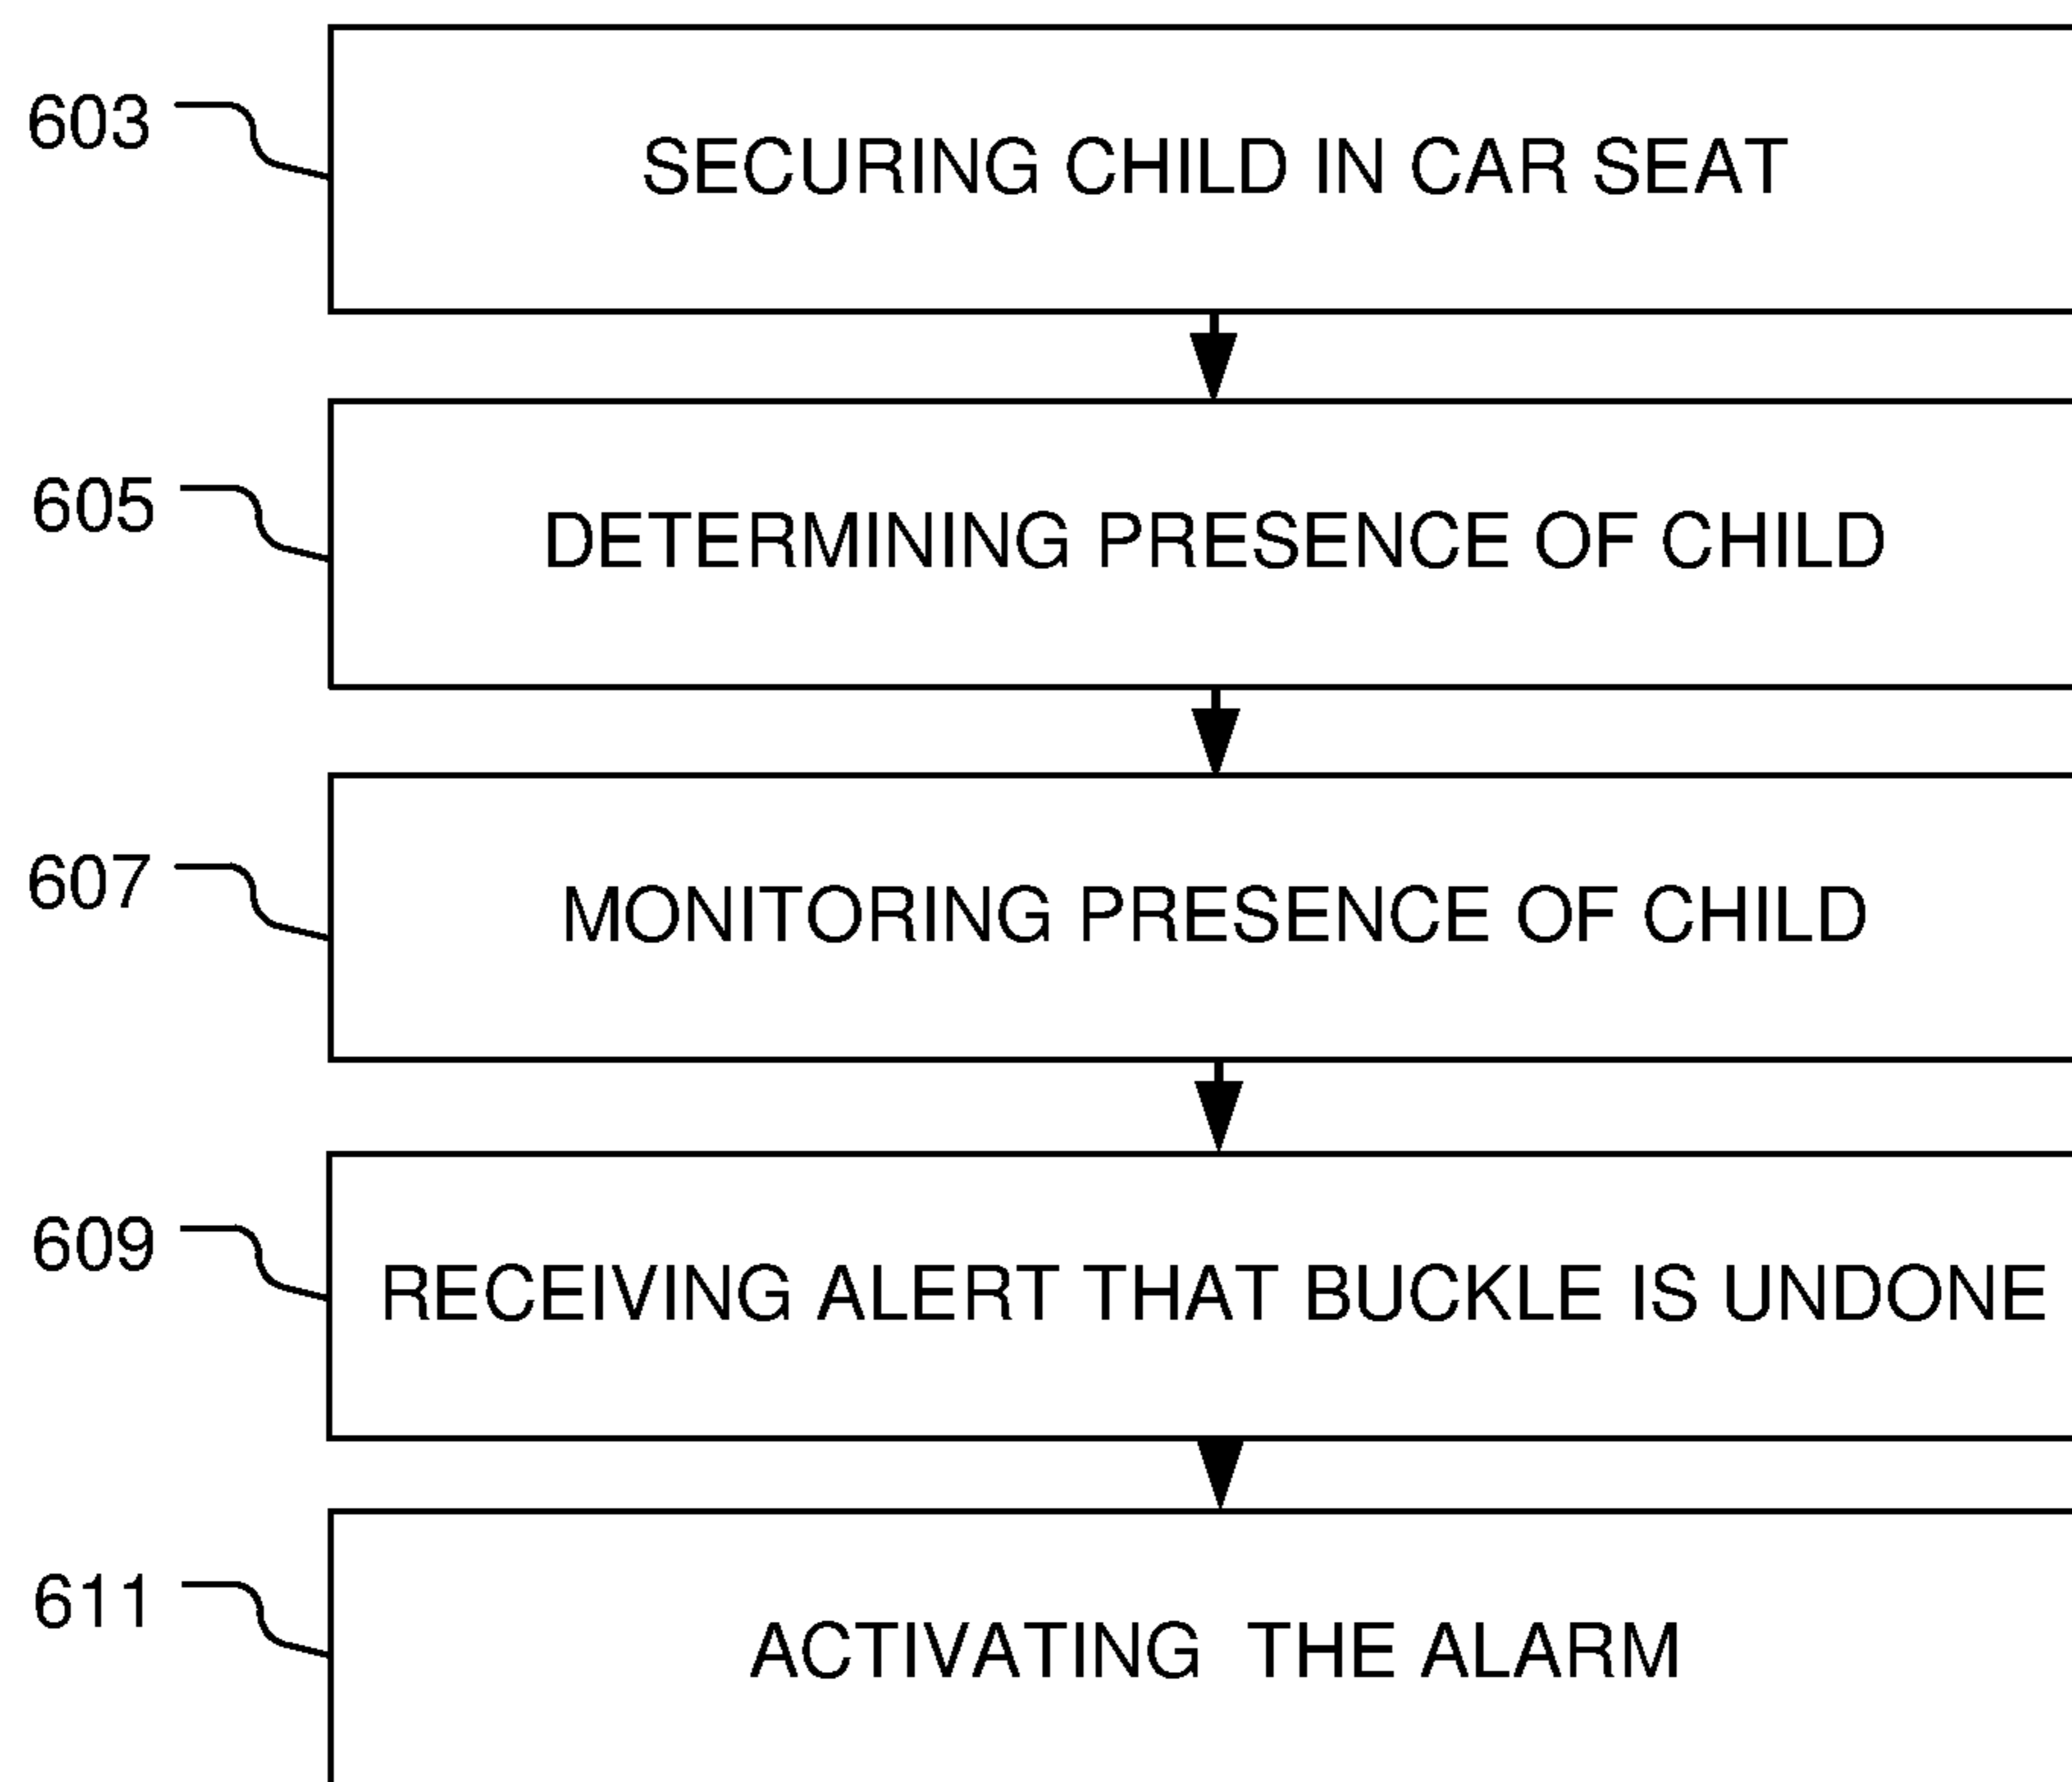 603
SECURING CHILD IN CAR SEAT
605
DETERMINING PRESENCE OF CHILD
607
MONITORING PRESENCE OF CHILD
609
RECEIVING ALERT THAT BUCKLE IS UNDONE
611
ACTIVATING THE ALARM